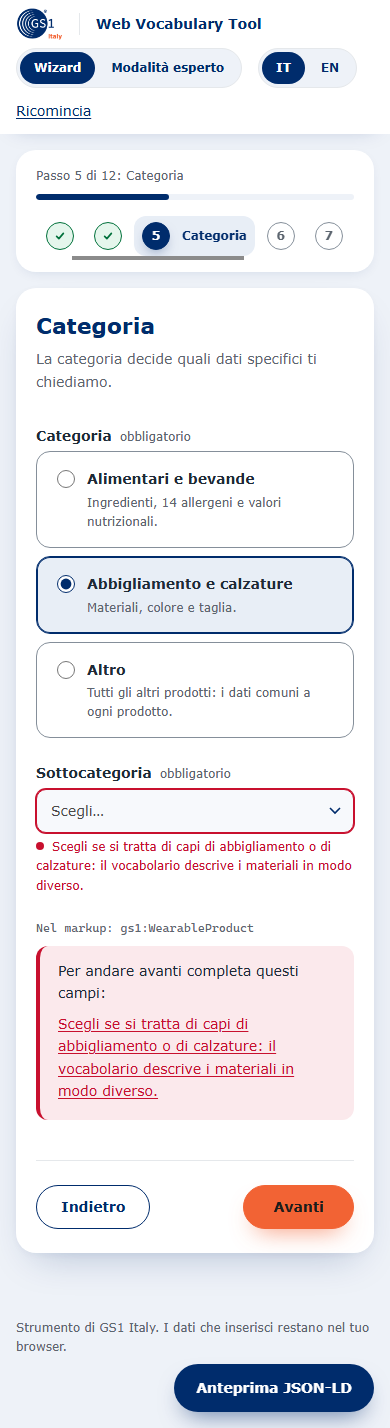 GS1 Italy
Web Vocabulary Tool
Wizard
Modalità esperto
IT
EN
Ricomincia
Passo 5 di 12: Categoria
5
Categoria
6
7
Categoria
La categoria decide quali dati specifici ti
chiediamo.
Categoria obbligatorio
Alimentari e bevande
Ingredienti, 14 allergeni e valori
nutrizionali.
Abbigliamento e calzature
Materiali, colore e taglia.
Altro
Tutti gli altri prodotti: i dati comuni a
ogni prodotto.
Sottocategoria obbligatorio
Scegli...
Scegli se si tratta di capi di abbigliamento o di
calzature: il vocabolario descrive i materiali in modo
diverso.
Nel markup: gs1:WearableProduct
Per andare avanti completa questi
campi:
Scegli se si tratta di capi di
abbigliamento o di calzature: il
vocabolario descrive i materiali in
modo diverso.
Indietro
Avanti
Strumento di GS1 Italy. I dati che inserisci restano nel tuo
browser.
Anteprima JSON-LD